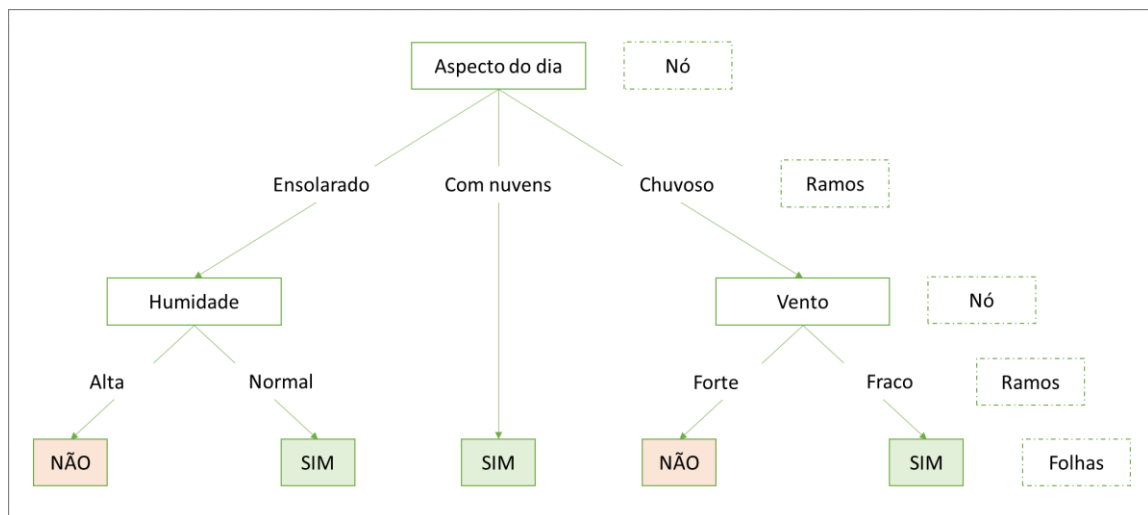 Aspecto do dia
Nó
Ensolarado
Com nuvens
Chuvoso
Ramos
Humidade
Vento
Nó
Alta
Normal
Forte
Fraco
Ramos
NÃO
SIM
SIM
NÃO
SIM
Folhas